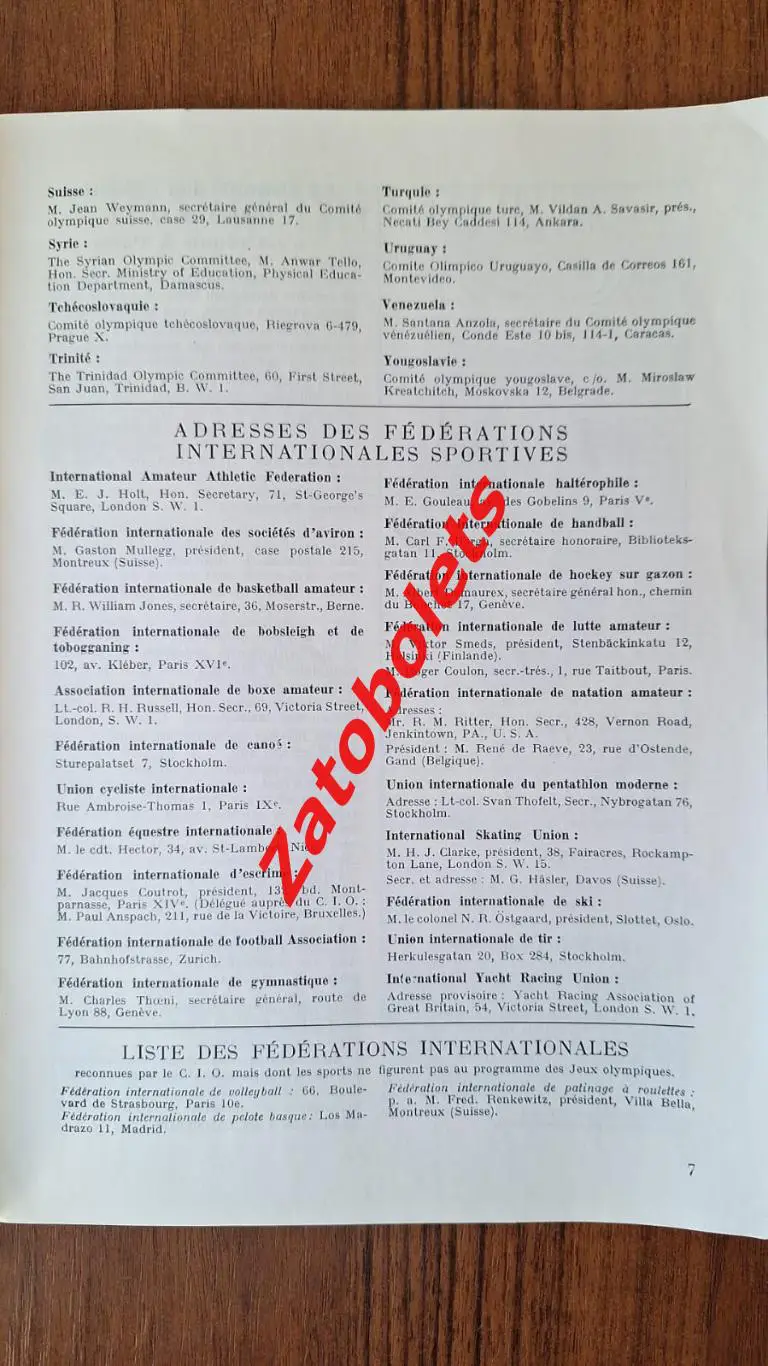 Suisse :
M. Jean Weymann, secrétaire général du Comité
olympique suisse, case 29, Lausanne 17.
Syrie :
The Syrian Olympic Committee, M. Anwar Tello,
Hon. Secr. Ministry of Education, Physical Educa-
tion Department, Damascus.
Tchécoslovaquie :
Comité olympique tchécoslovaque, Riegrova 6-479,
Prague X.
Trinité :
The Trinidad Olympic Committee, 60, First Street,
San Juan, Trinidad, B. W. 1.
Turquie :
Comité olympique turc, M. Vildan A. Savasir, prés.,
Necati Bey Caddesi 114, Ankara.
Uruguay :
Comite Olimpico Uruguayo, Casilla de Correos 161,
Montevideo.
Venezuela :
M. Santana Anzola, secrétaire du Comité olympique
vénézuélien, Conde Este 10 bis, 114-1, Caracas.
Yougoslavie :
Comité olympique yougoslave, c/o. M. Miroslaw
Kreatchitch, Moskovska 12, Belgrade.
ADRESSES DES FÉDÉRATIONS
INTERNATIONALES SPORTIVES
International Amateur Athletic Federation :
M. E. J. Holt, Hon. Secretary, 71, St-George's
Square, London S. W. 1.
Fédération internationale des sociétés d'aviron :
M. Gaston Mullegg, président, case postale 215,
Montreux (Suisse).
Fédération internationale de basketball amateur :
M. R. William Jones, secrétaire, 36, Moserstr., Berne.
Fédération internationale de bobsleigh et de
tobogganing :
102, av. Kléber, Paris XVIe.
Association internationale de boxe amateur :
Lt.-col. R. H. Russell, Hon. Secr., 69, Victoria Street,
London, S. W. 1.
Fédération internationale de canoë :
Sturepalatset 7, Stockholm.
Union cycliste internationale :
Rue Ambroise-Thomas 1, Paris IXe.
Fédération équestre internationale :
M. le cdt. Hector, 34, av. St-Lambert, Nice
Fédération internationale d'escrime :
M. Jacques Coutrot, président, bd. Mont-
parnasse, Paris XIVe. (Délégué auprès du C. I. O. :
M. Paul Anspach, 211, rue de la Victoire, Bruxelles.)
Fédération internationale de football Association :
77, Bahnhofstrasse, Zurich.
Fédération internationale de gymnastique :
M. Charles Thœni, secrétaire général, route de
Lyon 88, Genève.
Fédération internationale haltérophile :
M. E. des Gobelins 9, Paris Ve.
Fédération internationale de handball :
M. Carl F. secrétaire honoraire, Biblioteks-
gatan 11, Stockholm.
Fédération internationale de hockey sur gazon :
M. Albert Demaurex, secrétaire général hon., chemin
du 17, Genève.
Fédération internationale de lutte amateur :
M. Viktor Smeds, président, Stenbäckinkatu 12,
Helsinki (Finlande).
M. Roger Coulon, secr.-trés., 1, rue Taitbout, Paris.
Fédération internationale de natation amateur :
Adresses :
Mr. R. M. Ritter, Hon. Secr., 428, Vernon Road,
Jenkintown, PA., U. S. A.
Président : M. René de Raeve, 23, rue d'Ostende,
Gand (Belgique).
Union internationale du pentathlon moderne :
Adresse : Lt-col. Svan Thofelt, Secr., Nybrogatan 76,
Stockholm.
International Skating Union :
M. H. J. Clarke, président, 38, Fairacres, Rockamp-
ton Lane, London S. W. 15.
Secr. et adresse : M. G. Häsler, Davos (Suisse).
Fédération internationale de ski :
M. le colonel N. R. Östgaard, président, Slottet, Oslo.
Union internationale de tir :
Herkulesgatan 20, Box 284, Stockholm.
International Yacht Racing Union :
Adresse provisoire : Yacht Racing Association of
Great Britain, 54, Victoria Street, London S. W. 1.
LISTE DES FÉDÉRATIONS INTERNATIONALES
reconnues par le C. I. O. mais dont les sports ne figurent pas au programme des Jeux olympiques.
Fédération internationale de volleyball : 66, Boule-
vard de Strasbourg, Paris 10e.
Fédération internationale de pelote basque : Los Ma-
drazo 11, Madrid.
Fédération internationale de patinage à roulettes :
p. a. M. Fred. Renkewitz, président, Villa Bella,
Montreux (Suisse).
7
Zatobolets